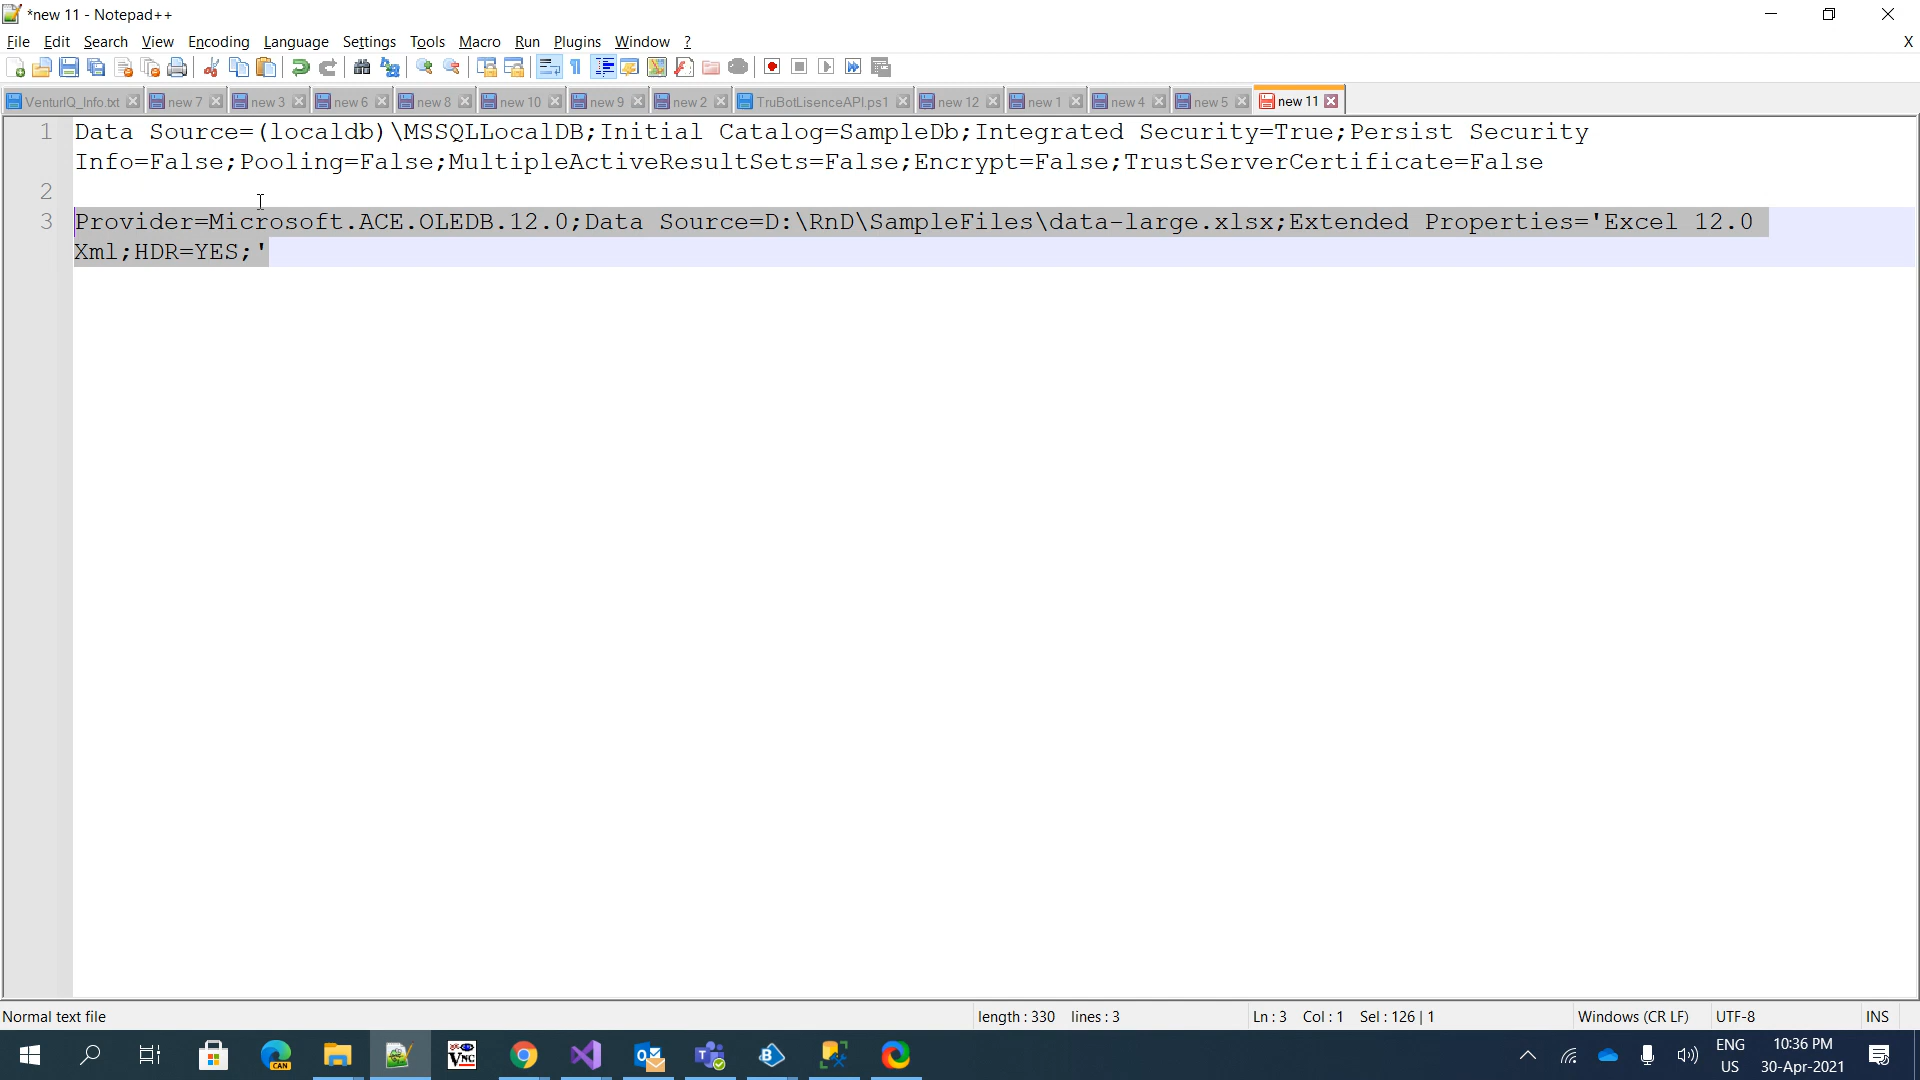 *new 11 - Notepad++
File Edit Search View Encoding Language Settings Tools Macro Run Plugins Window ? X
VenturIQ_Info.txt new 7 new 3 new 6 new 8 new 10 new 9 new 2 TruBotLisenceAPI.ps1 new 12 new 1 new 4 new 5 new 11
1 Data Source=(localdb)\MSSQLLocalDB;Initial Catalog=SampleDb;Integrated Security=True;Persist Security
Info=False;Pooling=False;MultipleActiveResultSets=False;Encrypt=False;TrustServerCertificate=False
2
3 Provider=Microsoft.ACE.OLEDB.12.0;Data Source=D:\RnD\SampleFiles\data-large.xlsx;Extended Properties='Excel 12.0
Xml;HDR=YES;'
Normal text file length : 330 lines : 3 Ln : 3 Col : 1 Sel : 126 | 1 Windows (CR LF) UTF-8 INS
CAN
VNC
ENG 10:36 PM
US 30-Apr-2021